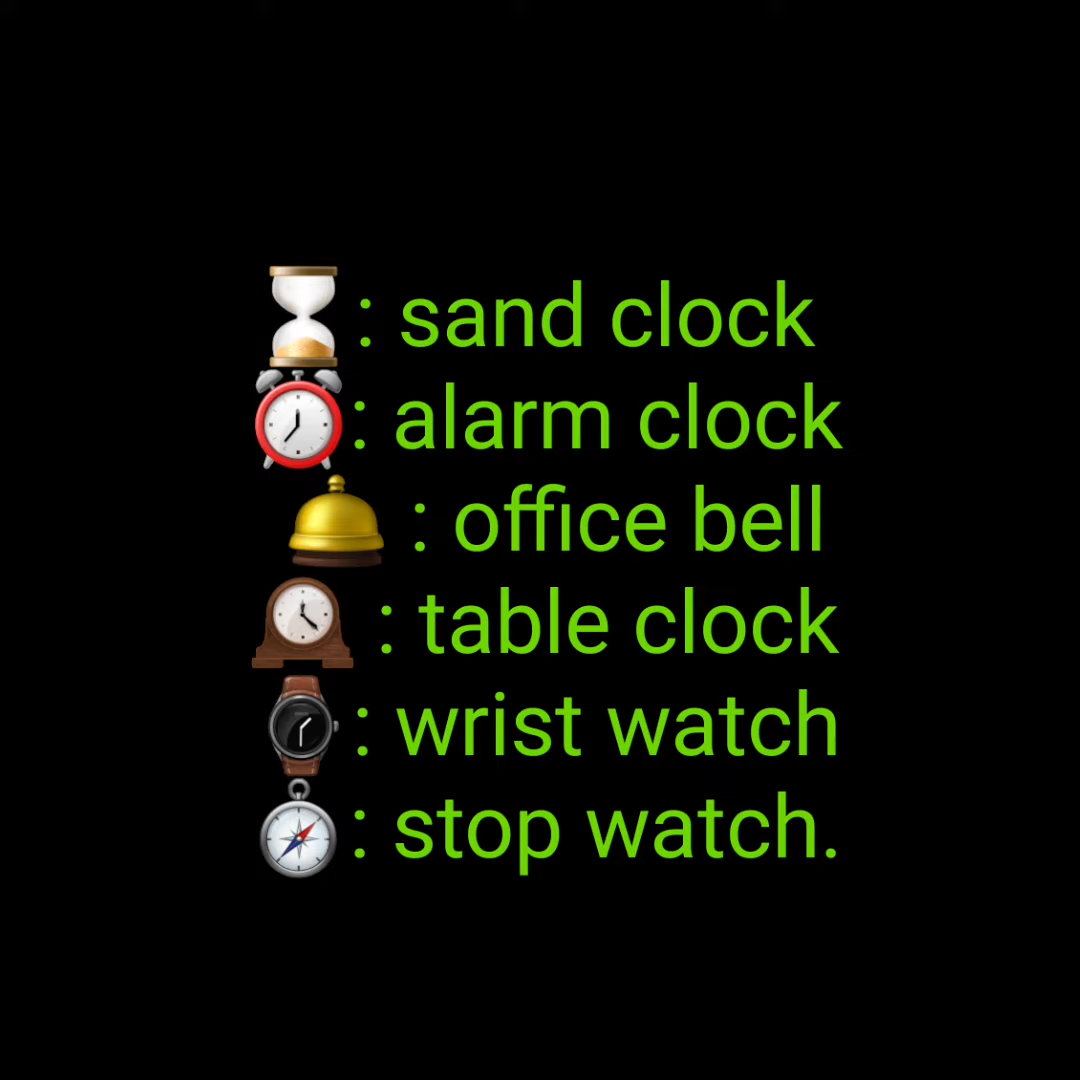 ⌛: sand clock
⏰: alarm clock
🛎️ : office bell
🕰️ : table clock
⌚: wrist watch
🧭: stop watch.